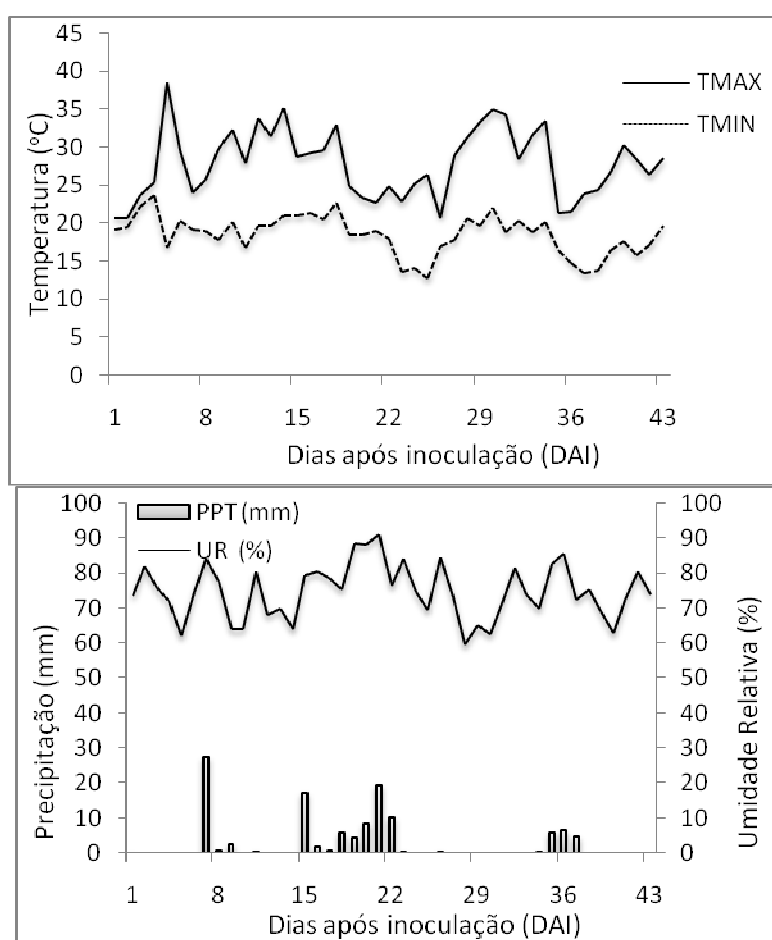 45
40
35
30
25
20
15
10
5
0
Temperatura (°C)
TMAX
TMIN
1 8 15 22 29 36 43
Dias após inoculação (DAI)
100
90
80
70
60
50
40
30
20
10
0
Precipitação (mm)
PPT (mm)
UR (%)
100
90
80
70
60
50
40
30
20
10
0
Umidade Relativa (%)
1 8 15 22 29 36 43
Dias após inoculação (DAI)